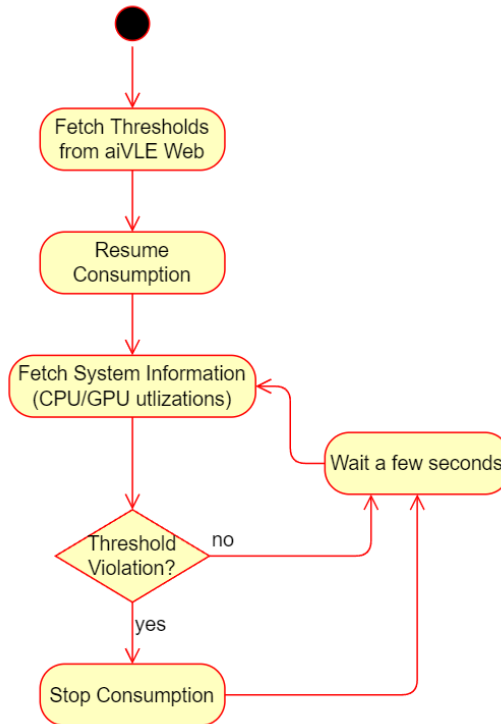 Fetch Thresholds
from aiVLE Web
Resume
Consumption
Fetch System Information
(CPU/GPU utlizations)
Wait a few seconds
Threshold
Violation?
no
yes
Stop Consumption